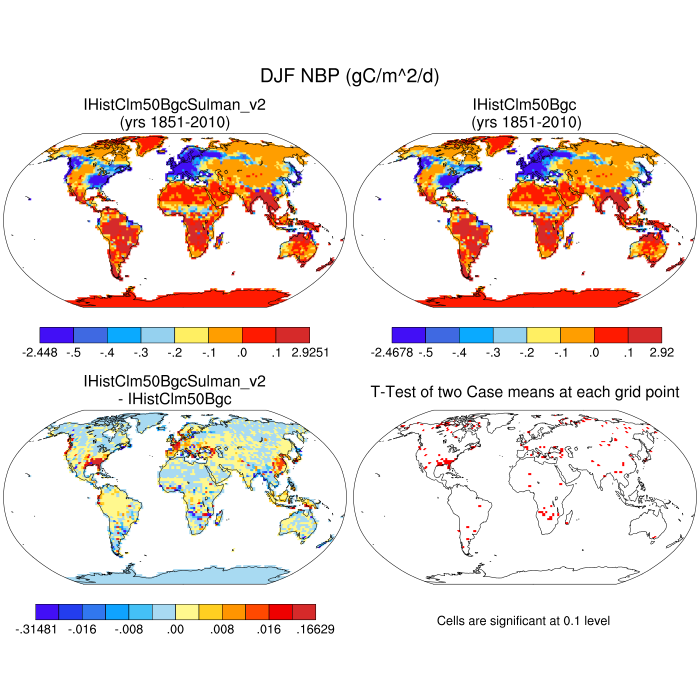 DJF NBP (gC/m^2/d)
IHistClm50BgcSulman_v2
(yrs 1851-2010)
IHistClm50Bgc
(yrs 1851-2010)
-2.448 -.5 -.4 -.3 -.2 -.1 .0 .1 2.9251
-2.4678 -.5 -.4 -.3 -.2 -.1 .0 .1 2.92
IHistClm50BgcSulman_v2
- IHistClm50Bgc
T-Test of two Case means at each grid point
-.31481 -.016 -.008 .00 .008 .016 .16629
Cells are significant at 0.1 level